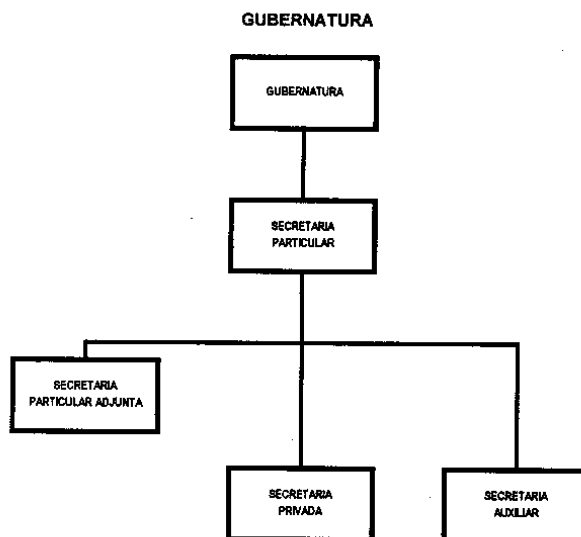 GUBERNATURA
GUBERNATURA
SECRETARIA
PARTICULAR
SECRETARIA
PARTICULAR ADJUNTA
SECRETARIA
PRIVADA
SECRETARIA
AUXILIAR